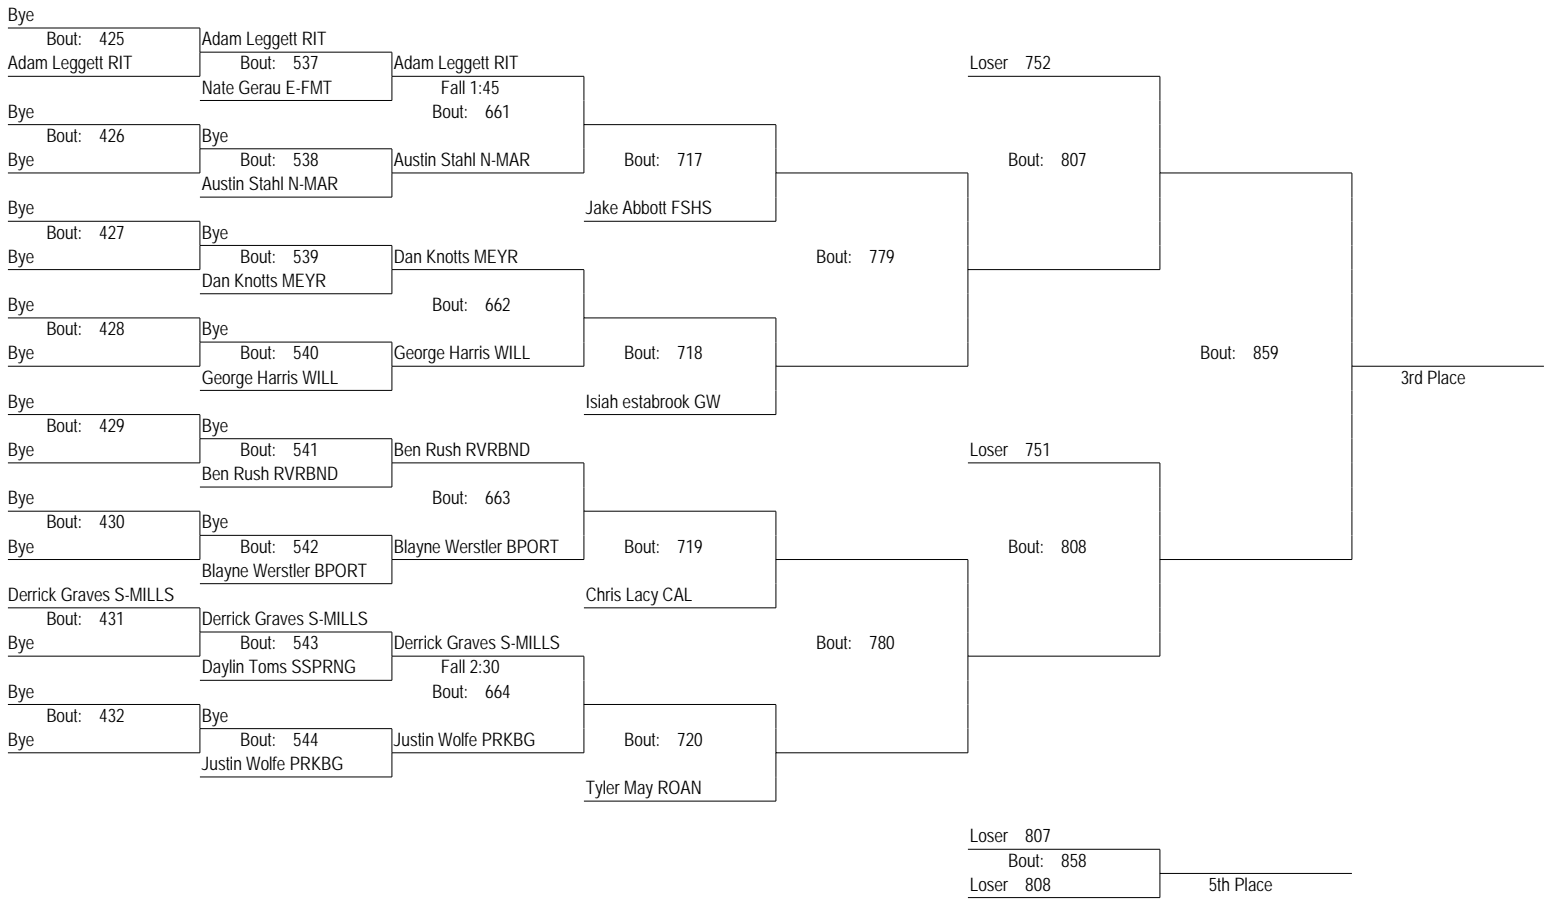 Bye
Bout: 425
Adam Leggett RIT
Adam Leggett RIT
Bout: 537
Nate Gerau E-FMT
Adam Leggett RIT
Fall 1:45
Bout: 661
Bye
Bout: 426
Bye
Bye
Bout: 538
Austin Stahl N-MAR
Austin Stahl N-MAR
Bout: 717
Jake Abbott FSHS
Bye
Bout: 427
Bye
Bye
Bout: 539
Dan Knotts MEYR
Dan Knotts MEYR
Bout: 662
Bout: 779
Bye
Bout: 428
Bye
Bye
Bout: 540
George Harris WILL
George Harris WILL
Bout: 718
Isiah estabrook GW
Bye
Bout: 429
Bye
Bye
Bout: 541
Ben Rush RVRBND
Ben Rush RVRBND
Bout: 663
Bye
Bout: 430
Bye
Bye
Bout: 542
Blayne Werstler BPORT
Blayne Werstler BPORT
Bout: 719
Chris Lacy CAL
Derrick Graves S-MILLS
Bout: 431
Bye
Derrick Graves S-MILLS
Bout: 543
Daylin Toms SSPRNG
Derrick Graves S-MILLS
Fall 2:30
Bout: 664
Bout: 780
Bye
Bout: 432
Bye
Bye
Bout: 544
Justin Wolfe PRKBG
Justin Wolfe PRKBG
Bout: 720
Tyler May ROAN
Loser 752
Bout: 807
Bout: 859
3rd Place
Loser 751
Bout: 808
Loser 807
Bout: 858
Loser 808
5th Place